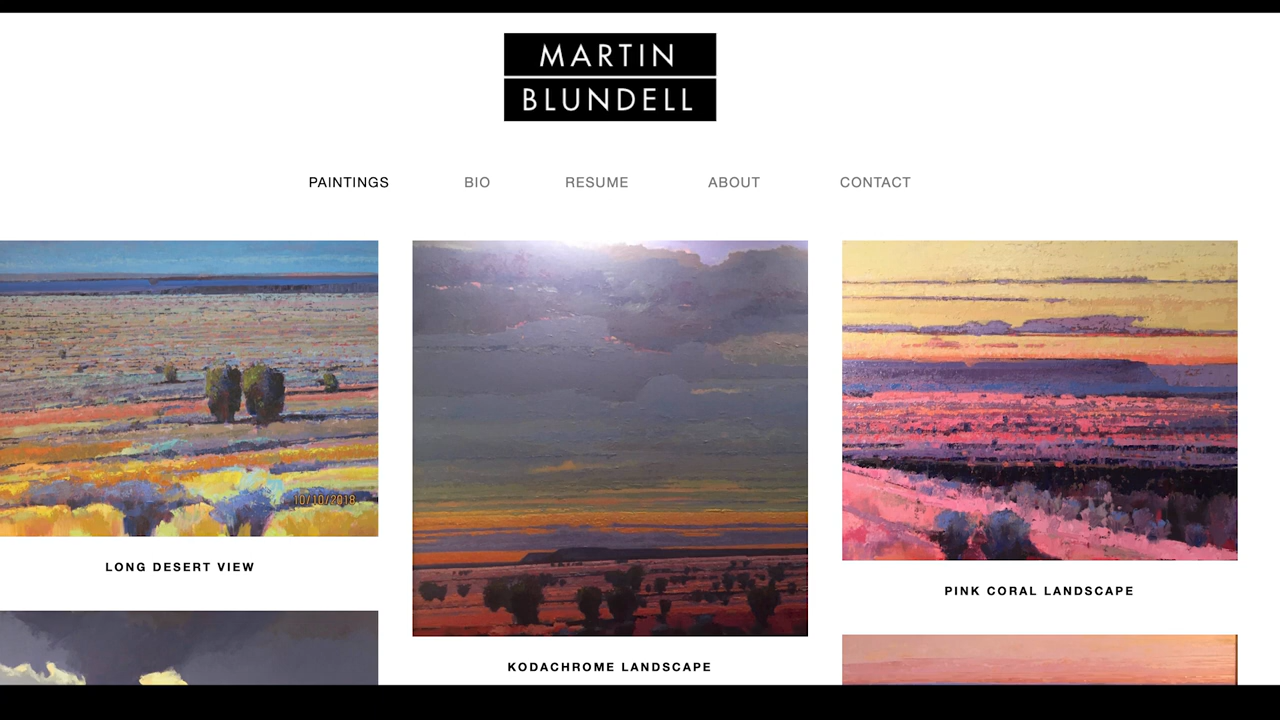 MARTIN
BLUNDELL
PAINTINGS BIO RESUME ABOUT CONTACT
10/10/2018
LONG DESERT VIEW
KODACHROME LANDSCAPE
PINK CORAL LANDSCAPE